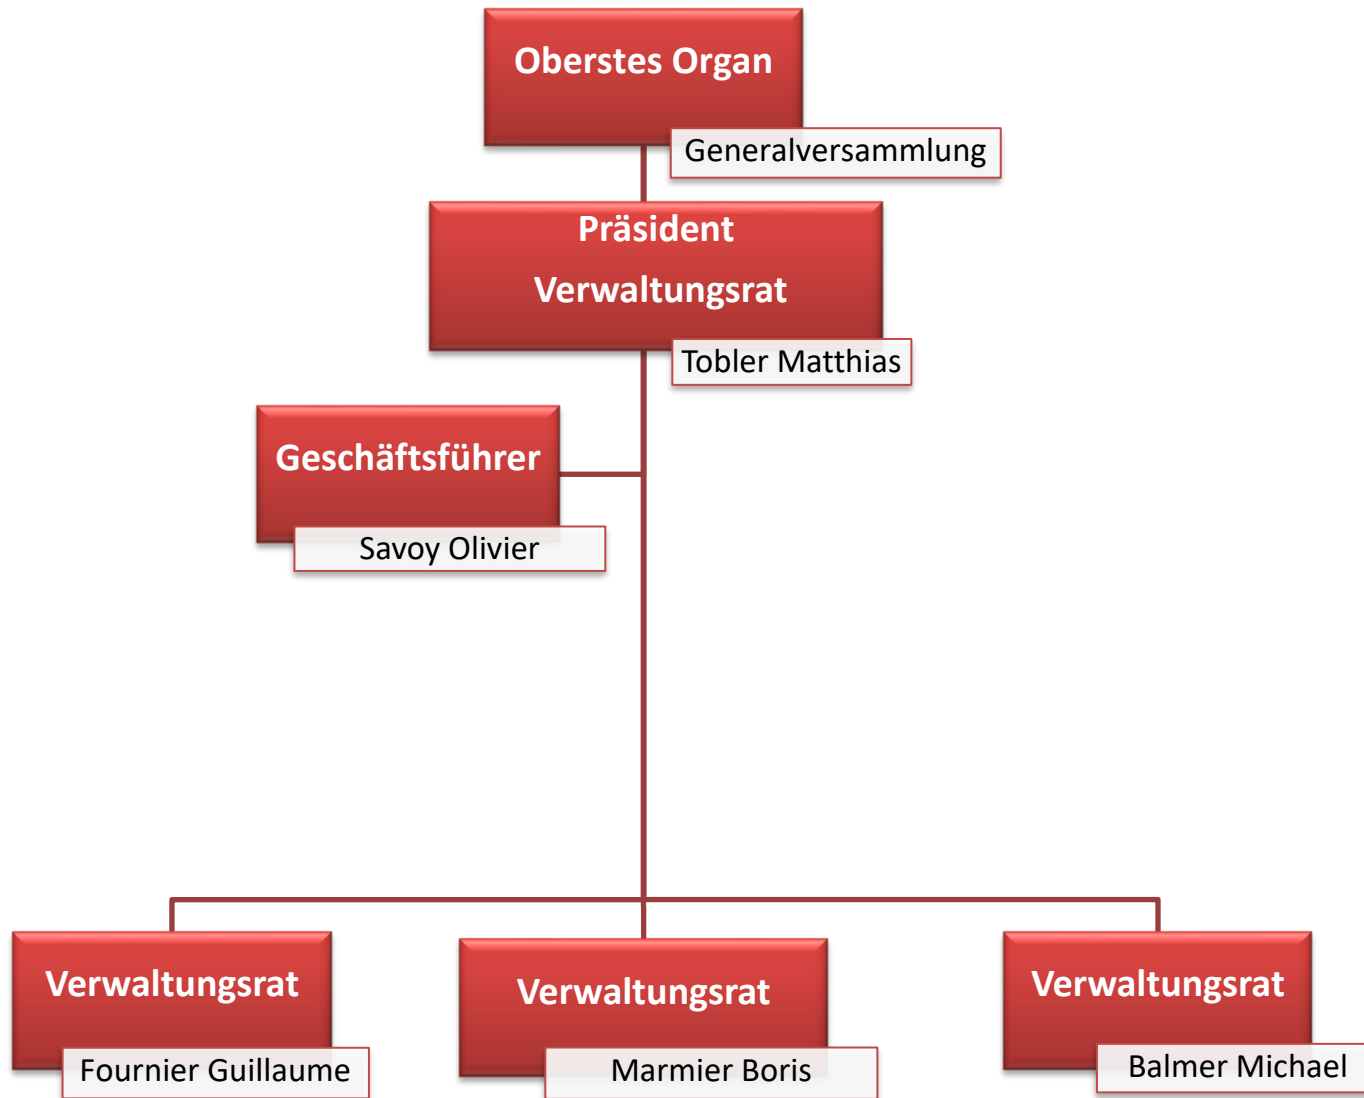 Oberstes Organ
Generalversammlung
Präsident
Verwaltungsrat
Tobler Matthias
Geschäftsführer
Savoy Olivier
Verwaltungsrat
Fournier Guillaume
Verwaltungsrat
Marmier Boris
Verwaltungsrat
Balmer Michael